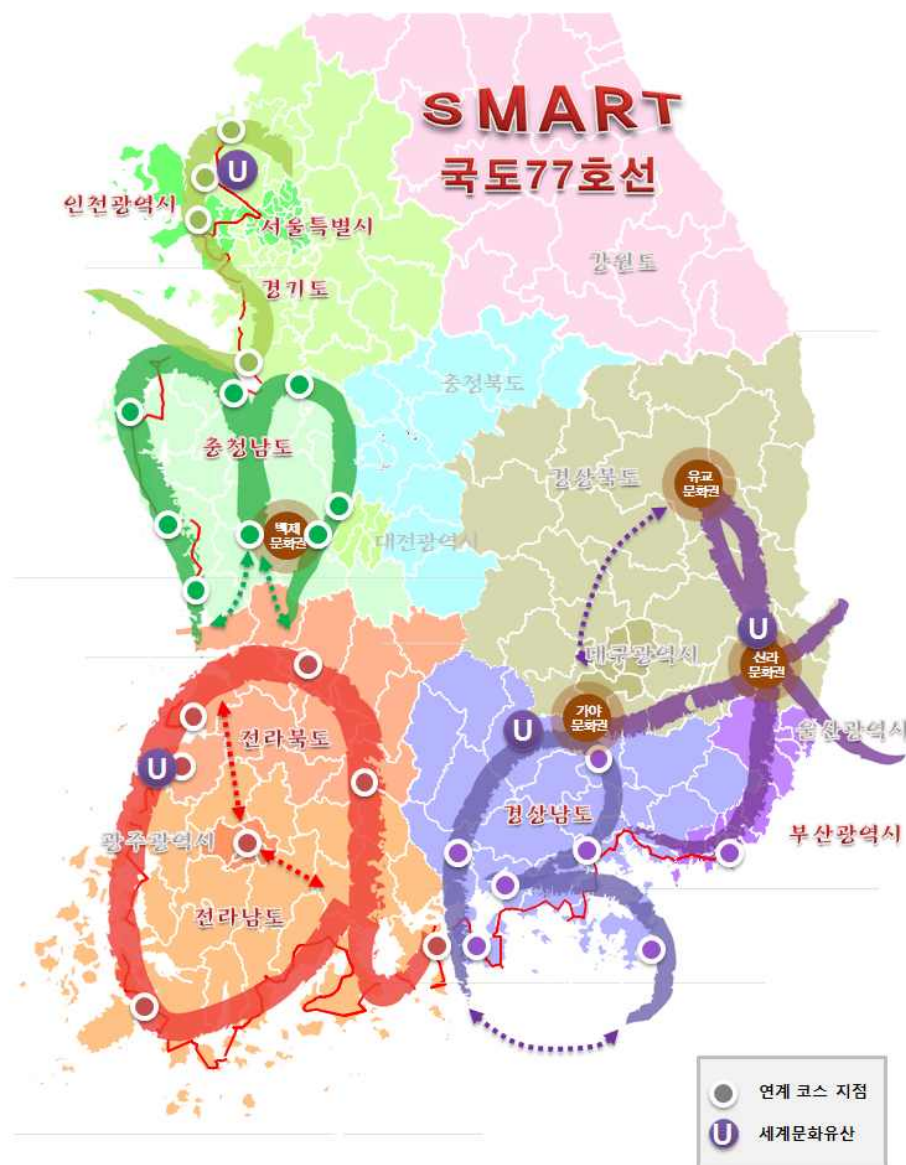 SMART
국도77호선
U
인천광역시
서울특별시
강원도
경기도
충청북도
충청남도
경상북도
유교
문화권
백제
문화권
대전광역시
U
대구광역시
신라
문화권
가야
문화권
U
울산광역시
전라북도
U
경상남도
광주광역시
부산광역시
전라남도
연계 코스 지점
U
세계문화유산